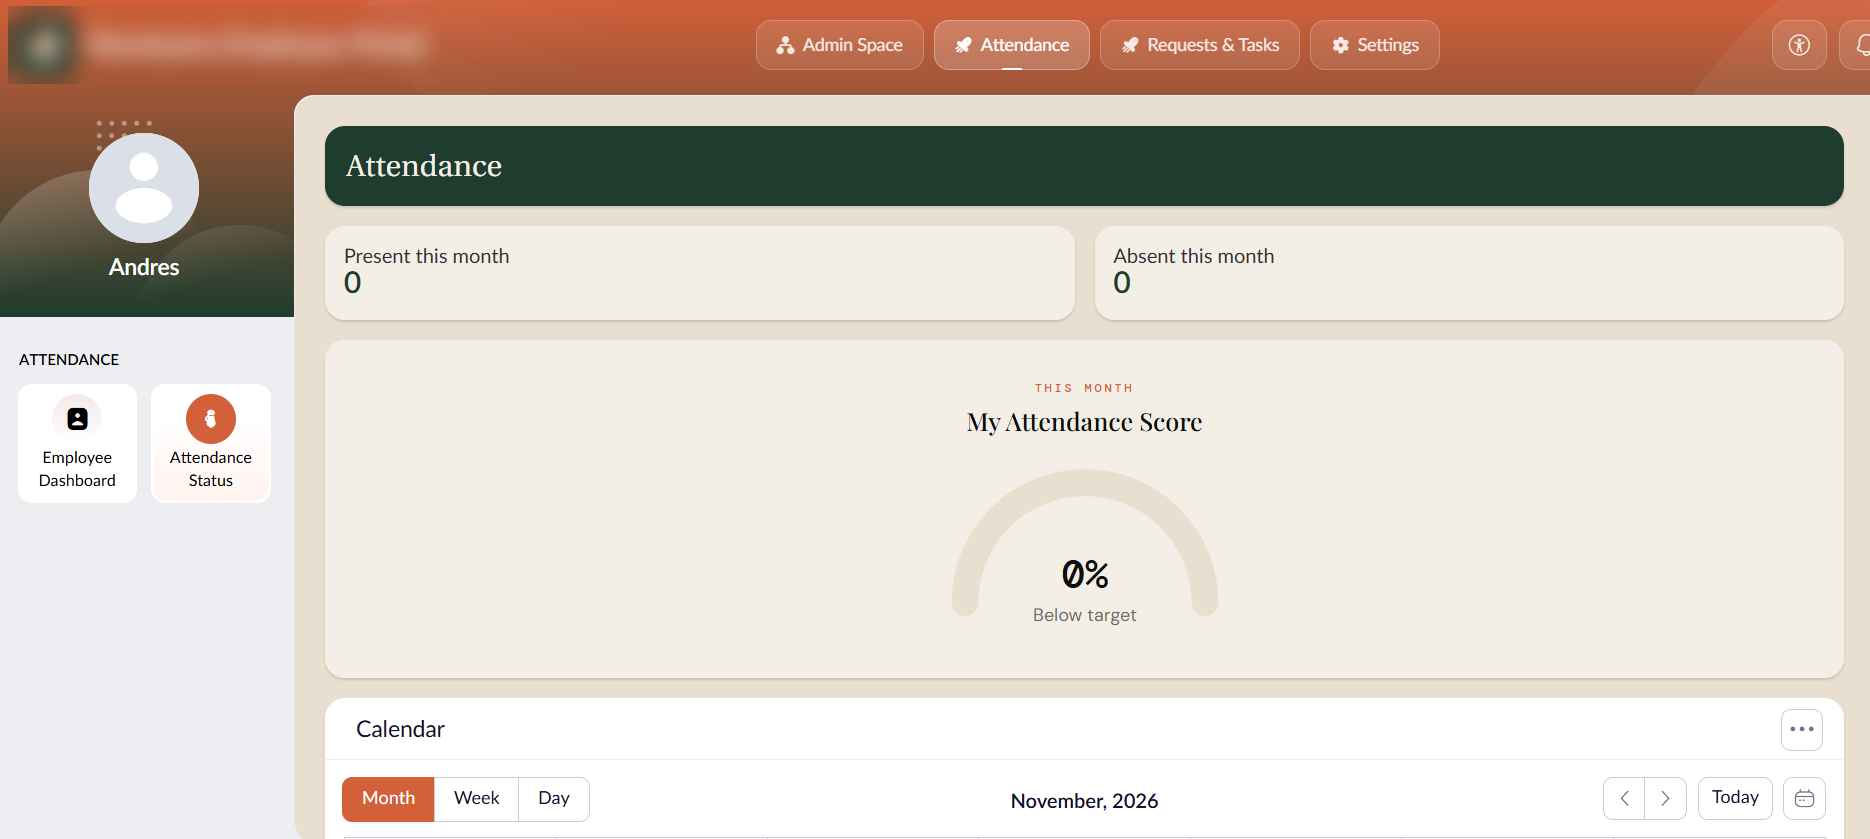 Admin Space
Attendance
Requests & Tasks
Settings
Andres
ATTENDANCE
Employee
Dashboard
Attendance
Status
Attendance
Present this month
0
Absent this month
0
THIS MONTH
My Attendance Score
0%
Below target
Calendar
Month
Week
Day
November, 2026
Today